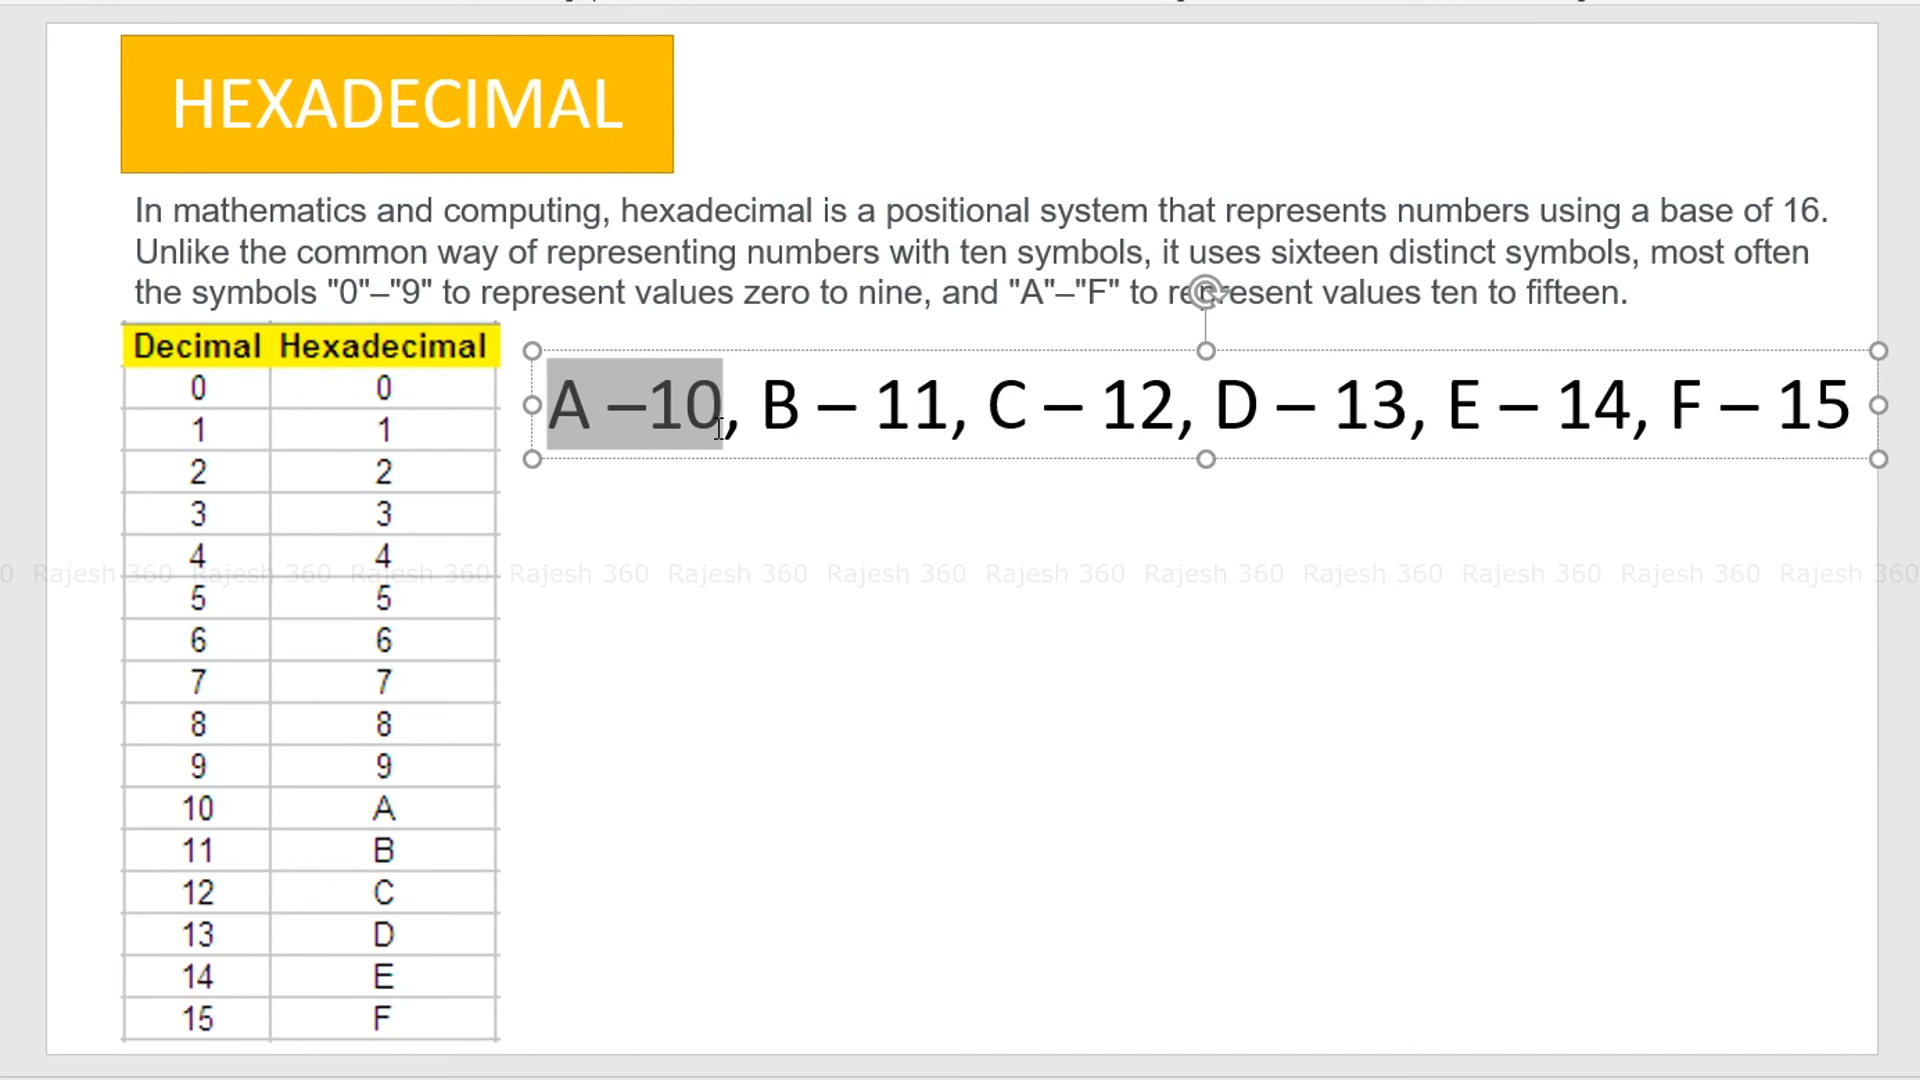 HEXADECIMAL
In mathematics and computing, hexadecimal is a positional system that represents numbers using a base of 16.
Unlike the common way of representing numbers with ten symbols, it uses sixteen distinct symbols, most often
the symbols "0"–"9" to represent values zero to nine, and "A"–"F" to represent values ten to fifteen.
Decimal Hexadecimal
A –10, B – 11, C – 12, D – 13, E – 14, F – 15
0 0
1 1
2 2
3 3
4 4
Rajesh 360 Rajesh 360 Rajesh 360 Rajesh 360 Rajesh 360 Rajesh 360 Rajesh 360 Rajesh 360 Rajesh 360 Rajesh 360 Rajesh 360 Rajesh 360
5 5
6 6
7 7
8 8
9 9
10 A
11 B
12 C
13 D
14 E
15 F